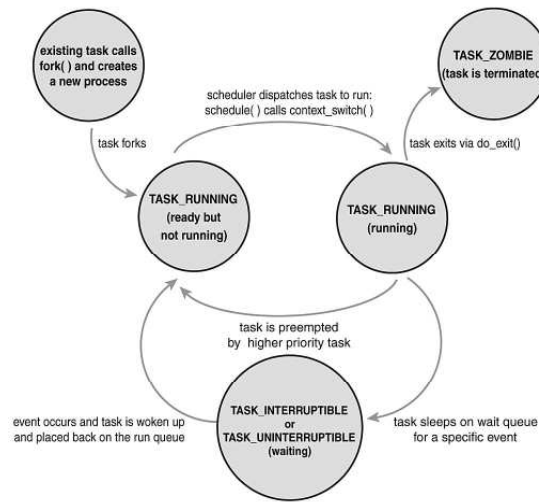 existing task calls
fork( ) and creates
a new process
TASK_ZOMBIE
(task is terminated)
scheduler dispatches task to run:
schedule( ) calls context_switch( )
task forks
task exits via do_exit()
TASK_RUNNING
(ready but
not running)
TASK_RUNNING
(running)
task is preempted
by higher priority task
event occurs and task is woken up
and placed back on the run queue
TASK_INTERRUPTIBLE
or
TASK_UNINTERRUPTIBLE
(waiting)
task sleeps on wait queue
for a specific event